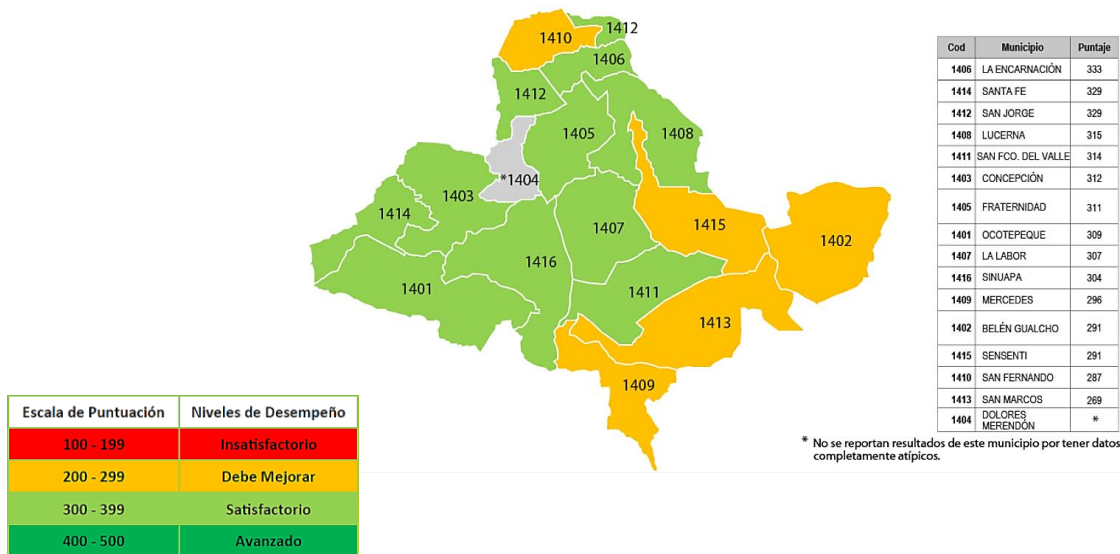 1412
1410
1406
1412
1405
1408
*1404
1403
1414
1415
1407
1402
1416
1401
1411
1413
1409
Cod Municipio Puntaje
1406 LA ENCARNACIÓN 333
1414 SANTA FE 329
1412 SAN JORGE 329
1408 LUCERNA 315
1411 SAN FCO. DEL VALLE 314
1403 CONCEPCIÓN 312
1405 FRATERNIDAD 311
1401 OCOTEPEQUE 309
1407 LA LABOR 307
1416 SINUAPA 304
1409 MERCEDES 296
1402 BELÉN GUALCHO 291
1415 SENSENTI 291
1410 SAN FERNANDO 287
1413 SAN MARCOS 269
1404 DOLORES MERENDÓN *
* No se reportan resultados de este municipio por tener datos
completamente atípicos.
Escala de Puntuación Niveles de Desempeño
100 - 199 Insatisfactorio
200 - 299 Debe Mejorar
300 - 399 Satisfactorio
400 - 500 Avanzado